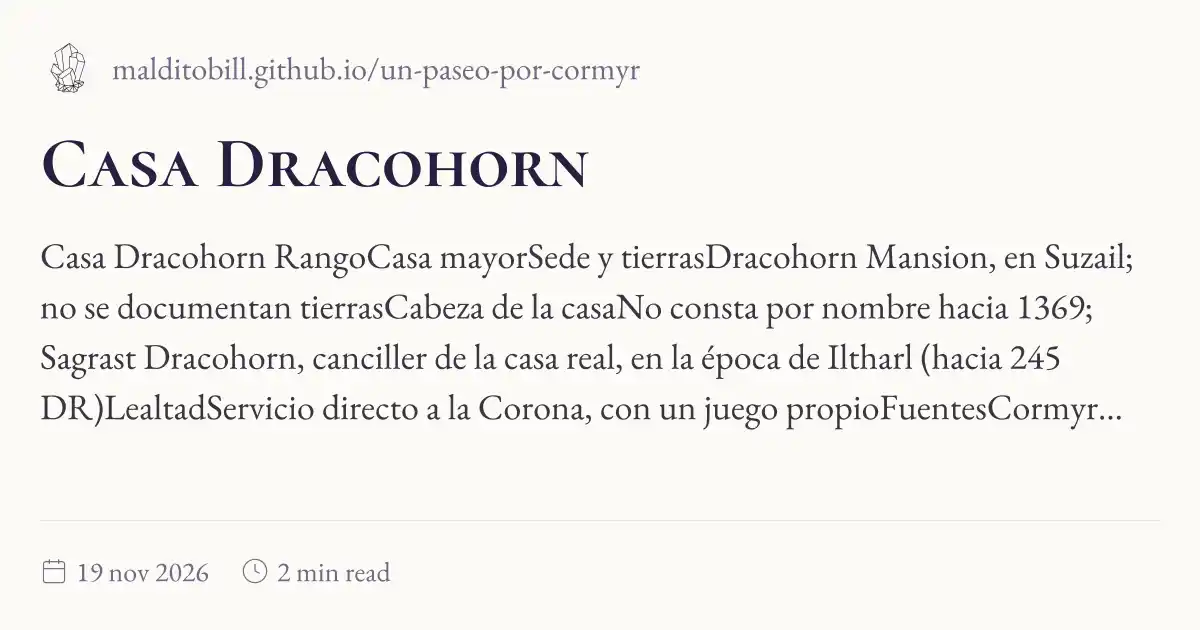 malditobill.github.io/un-paseo-por-cormyr
Casa Dracohorn
Casa Dracohorn RangoCasa mayorSede y tierrasDracohorn Mansion, en Suzail;
no se documentan tierrasCabeza de la casaNo consta por nombre hacia 1369;
Sagrast Dracohorn, canciller de la casa real, en la época de Iltharl (hacia 245
DR)LealtadServicio directo a la Corona, con un juego propioFuentesCormyr...
19 nov 2026 2 min read